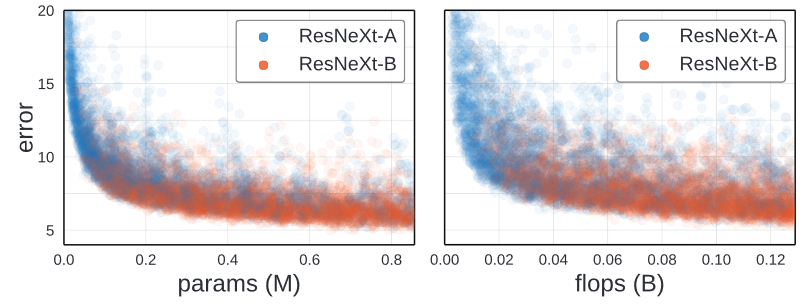 error
20
15
10
5
ResNeXt-A
ResNeXt-B
0.0 0.2 0.4 0.6 0.8
params (M)
ResNeXt-A
ResNeXt-B
0.00 0.02 0.04 0.06 0.08 0.10 0.12
flops (B)